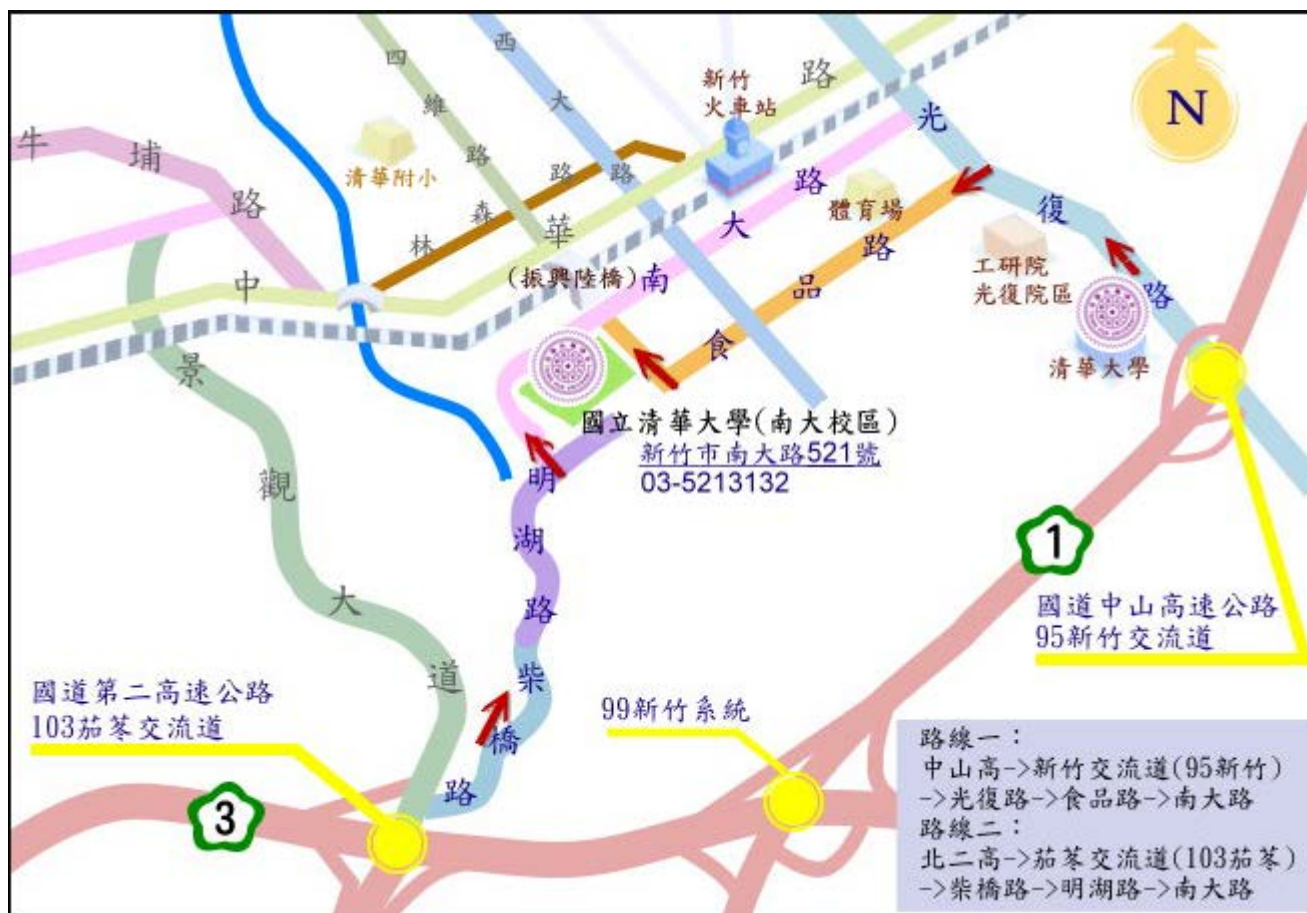 四維路
西大路
新竹
火車站
中華路
N
牛埔路
清華附小
林森路
南大路
光復路
體育場
食品路
工研院
光復院區
清華大學
(振興陸橋)
國立清華大學(南大校區)
新竹市南大路521號
03-5213132
景觀大道
明湖路
柴橋路
1
國道中山高速公路
95新竹交流道
國道第二高速公路
103茄苳交流道
99新竹系統
3
路線一：
中山高->新竹交流道(95新竹)
->光復路->食品路->南大路
路線二：
北二高->茄苳交流道(103茄苳)
->柴橋路->明湖路->南大路